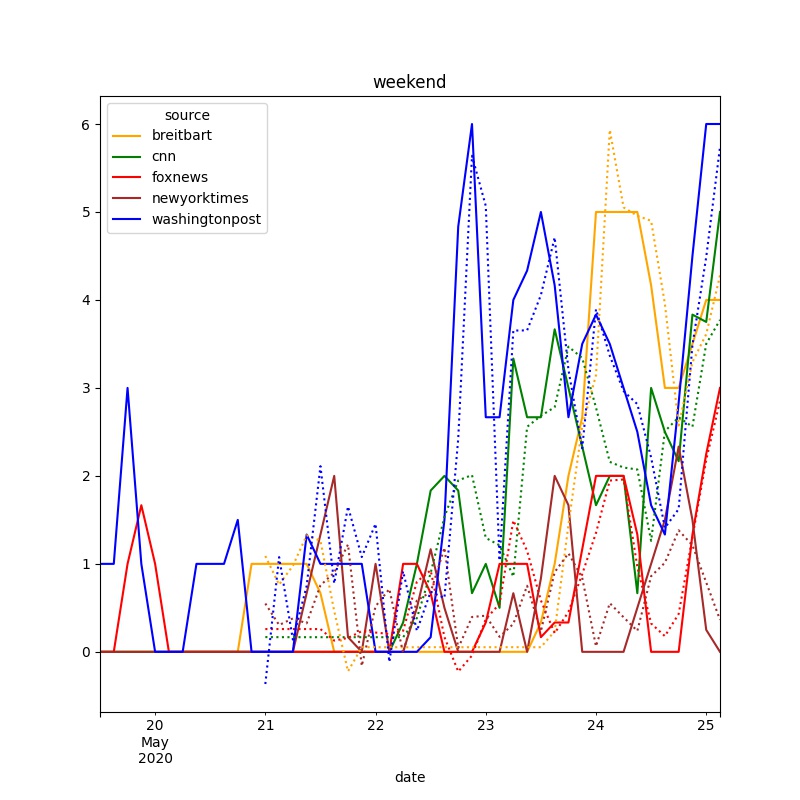 weekend
source
breitbart
cnn
foxnews
newyorktimes
washingtonpost
6
5
4
3
2
1
0
20 21 22 23 24 25
May
2020
date